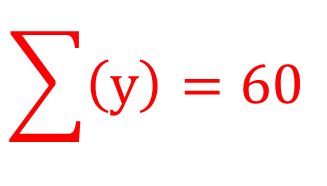 ∑(y) = 60